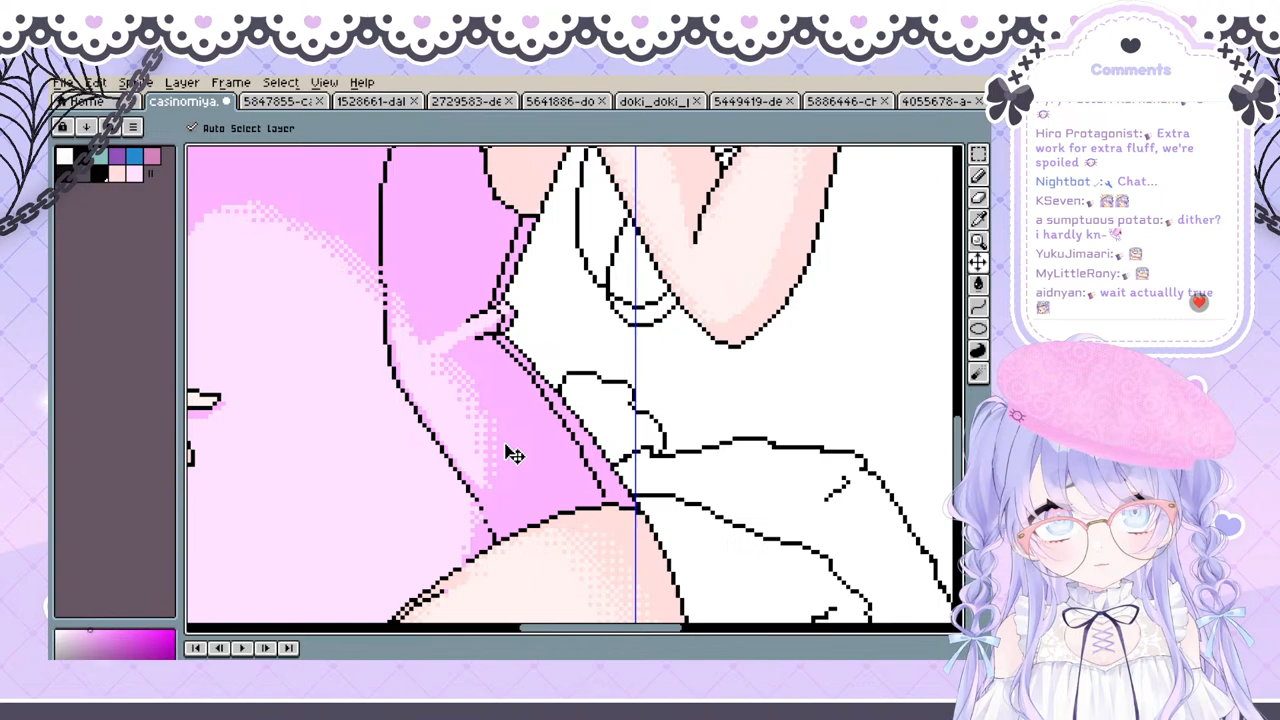 Comments
File Edit Sprite Layer Frame Select View Help
Home casinomiya. 5847855-c 1528661-dal 2729583-de 5641886-do doki_doki_l 5449419-de 5886446-ch 4055678-a-
Auto Select Layer
Hiro Protagonist: Extra
work for extra fluff, we're
spoiled
Nightbot : Chat...
KSeven:
a sumptuous potato: dither?
i hardly kn-
YukuJimaari:
MyLittleRony:
aidnyan: wait actuallly true